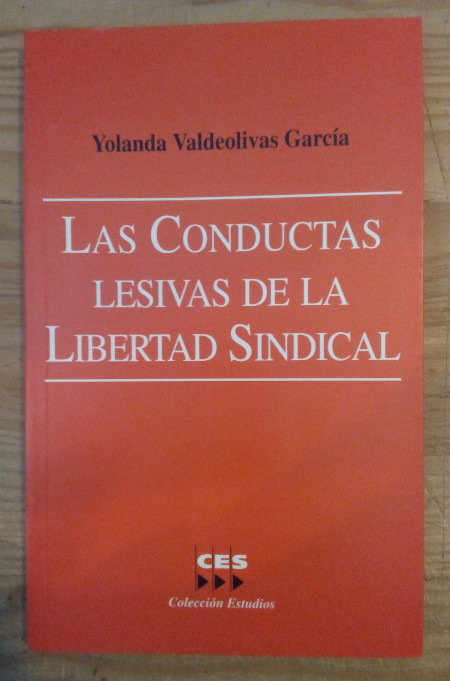 Yolanda Valdeolivas García
LAS CONDUCTAS
LESIVAS DE LA
LIBERTAD SINDICAL
CES
Colección Estudios